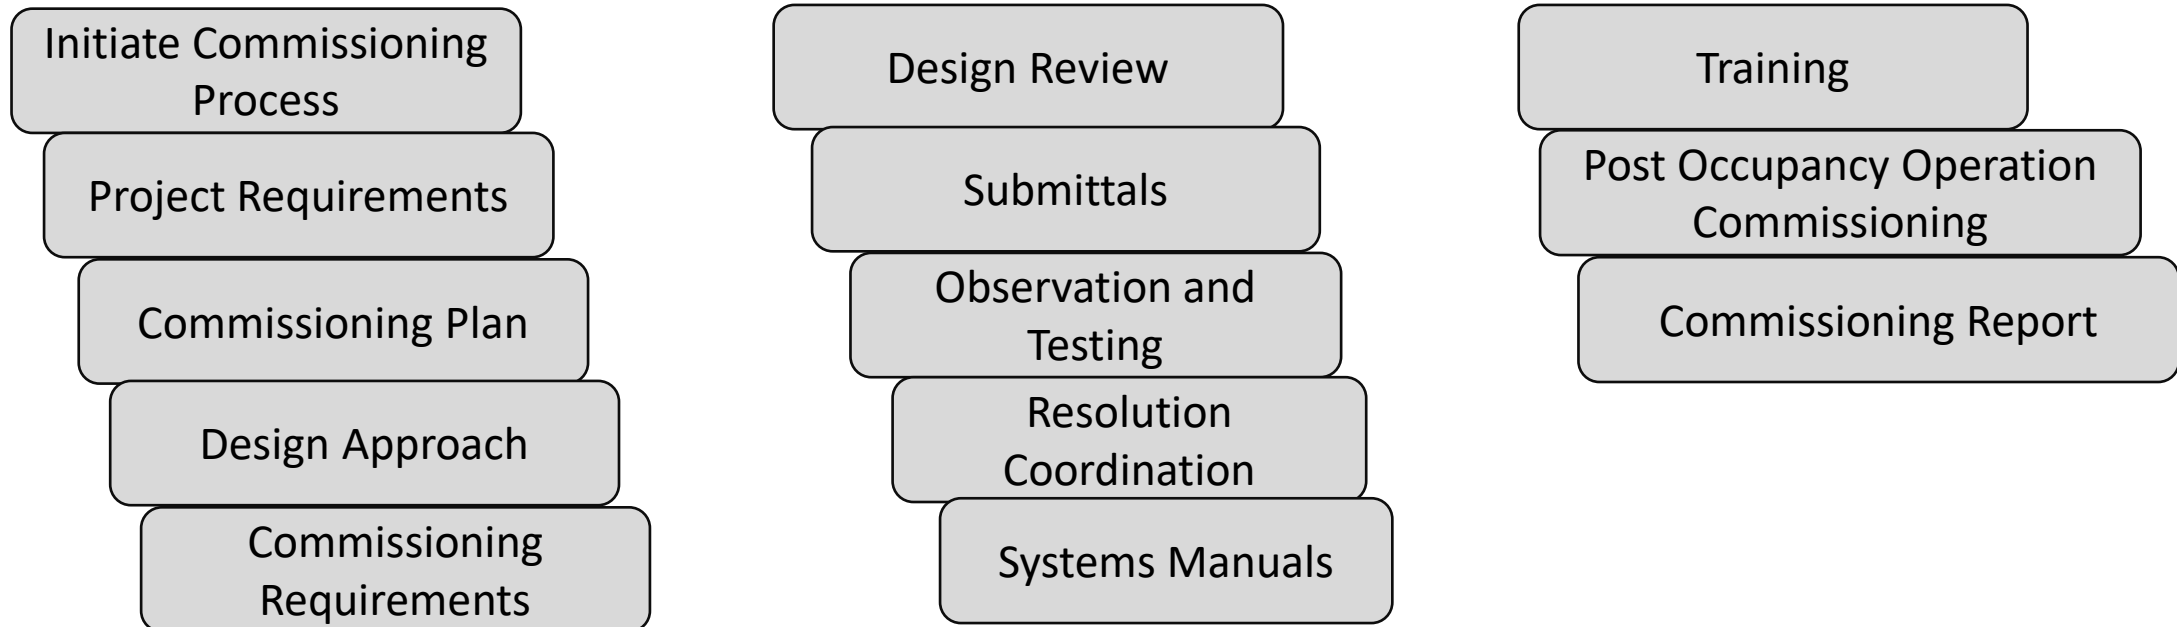 Initiate Commissioning
Process
Project Requirements
Commissioning Plan
Design Approach
Commissioning
Requirements
Design Review
Submittals
Observation and
Testing
Resolution
Coordination
Systems Manuals
Training
Post Occupancy Operation
Commissioning
Commissioning Report